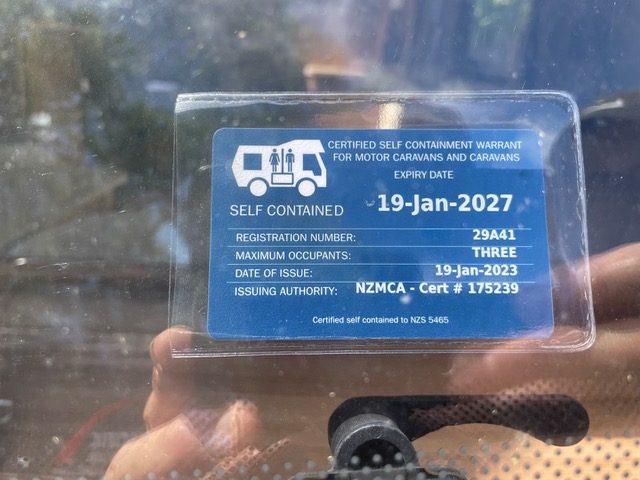 CERTIFIED SELF CONTAINMENT WARRANT
FOR MOTOR CARAVANS AND CARAVANS
EXPIRY DATE
19-Jan-2027
SELF CONTAINED
REGISTRATION NUMBER: 29A41
MAXIMUM OCCUPANTS: THREE
DATE OF ISSUE: 19-Jan-2023
ISSUING AUTHORITY: NZMCA - Cert # 175239
Certified self contained to NZS 5465